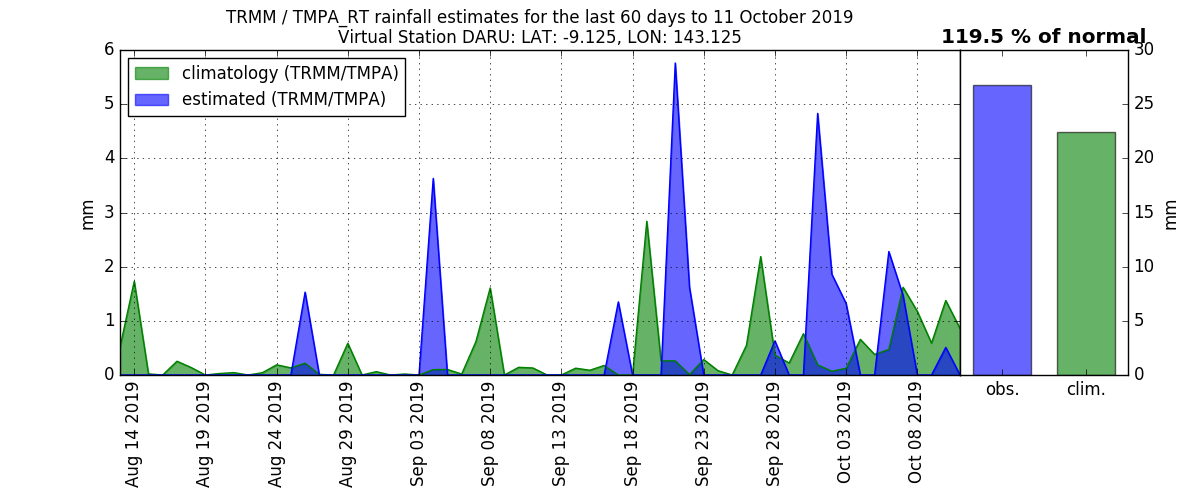 TRMM / TMPA_RT rainfall estimates for the last 60 days to 11 October 2019
Virtual Station DARU: LAT: -9.125, LON: 143.125
119.5 % of normal
climatology (TRMM/TMPA)
estimated (TRMM/TMPA)
6
5
4
3
2
1
0
mm
Aug 14 2019
Aug 19 2019
Aug 24 2019
Aug 29 2019
Sep 03 2019
Sep 08 2019
Sep 13 2019
Sep 18 2019
Sep 23 2019
Sep 28 2019
Oct 03 2019
Oct 08 2019
30
25
20
15
10
5
0
mm
obs.
clim.